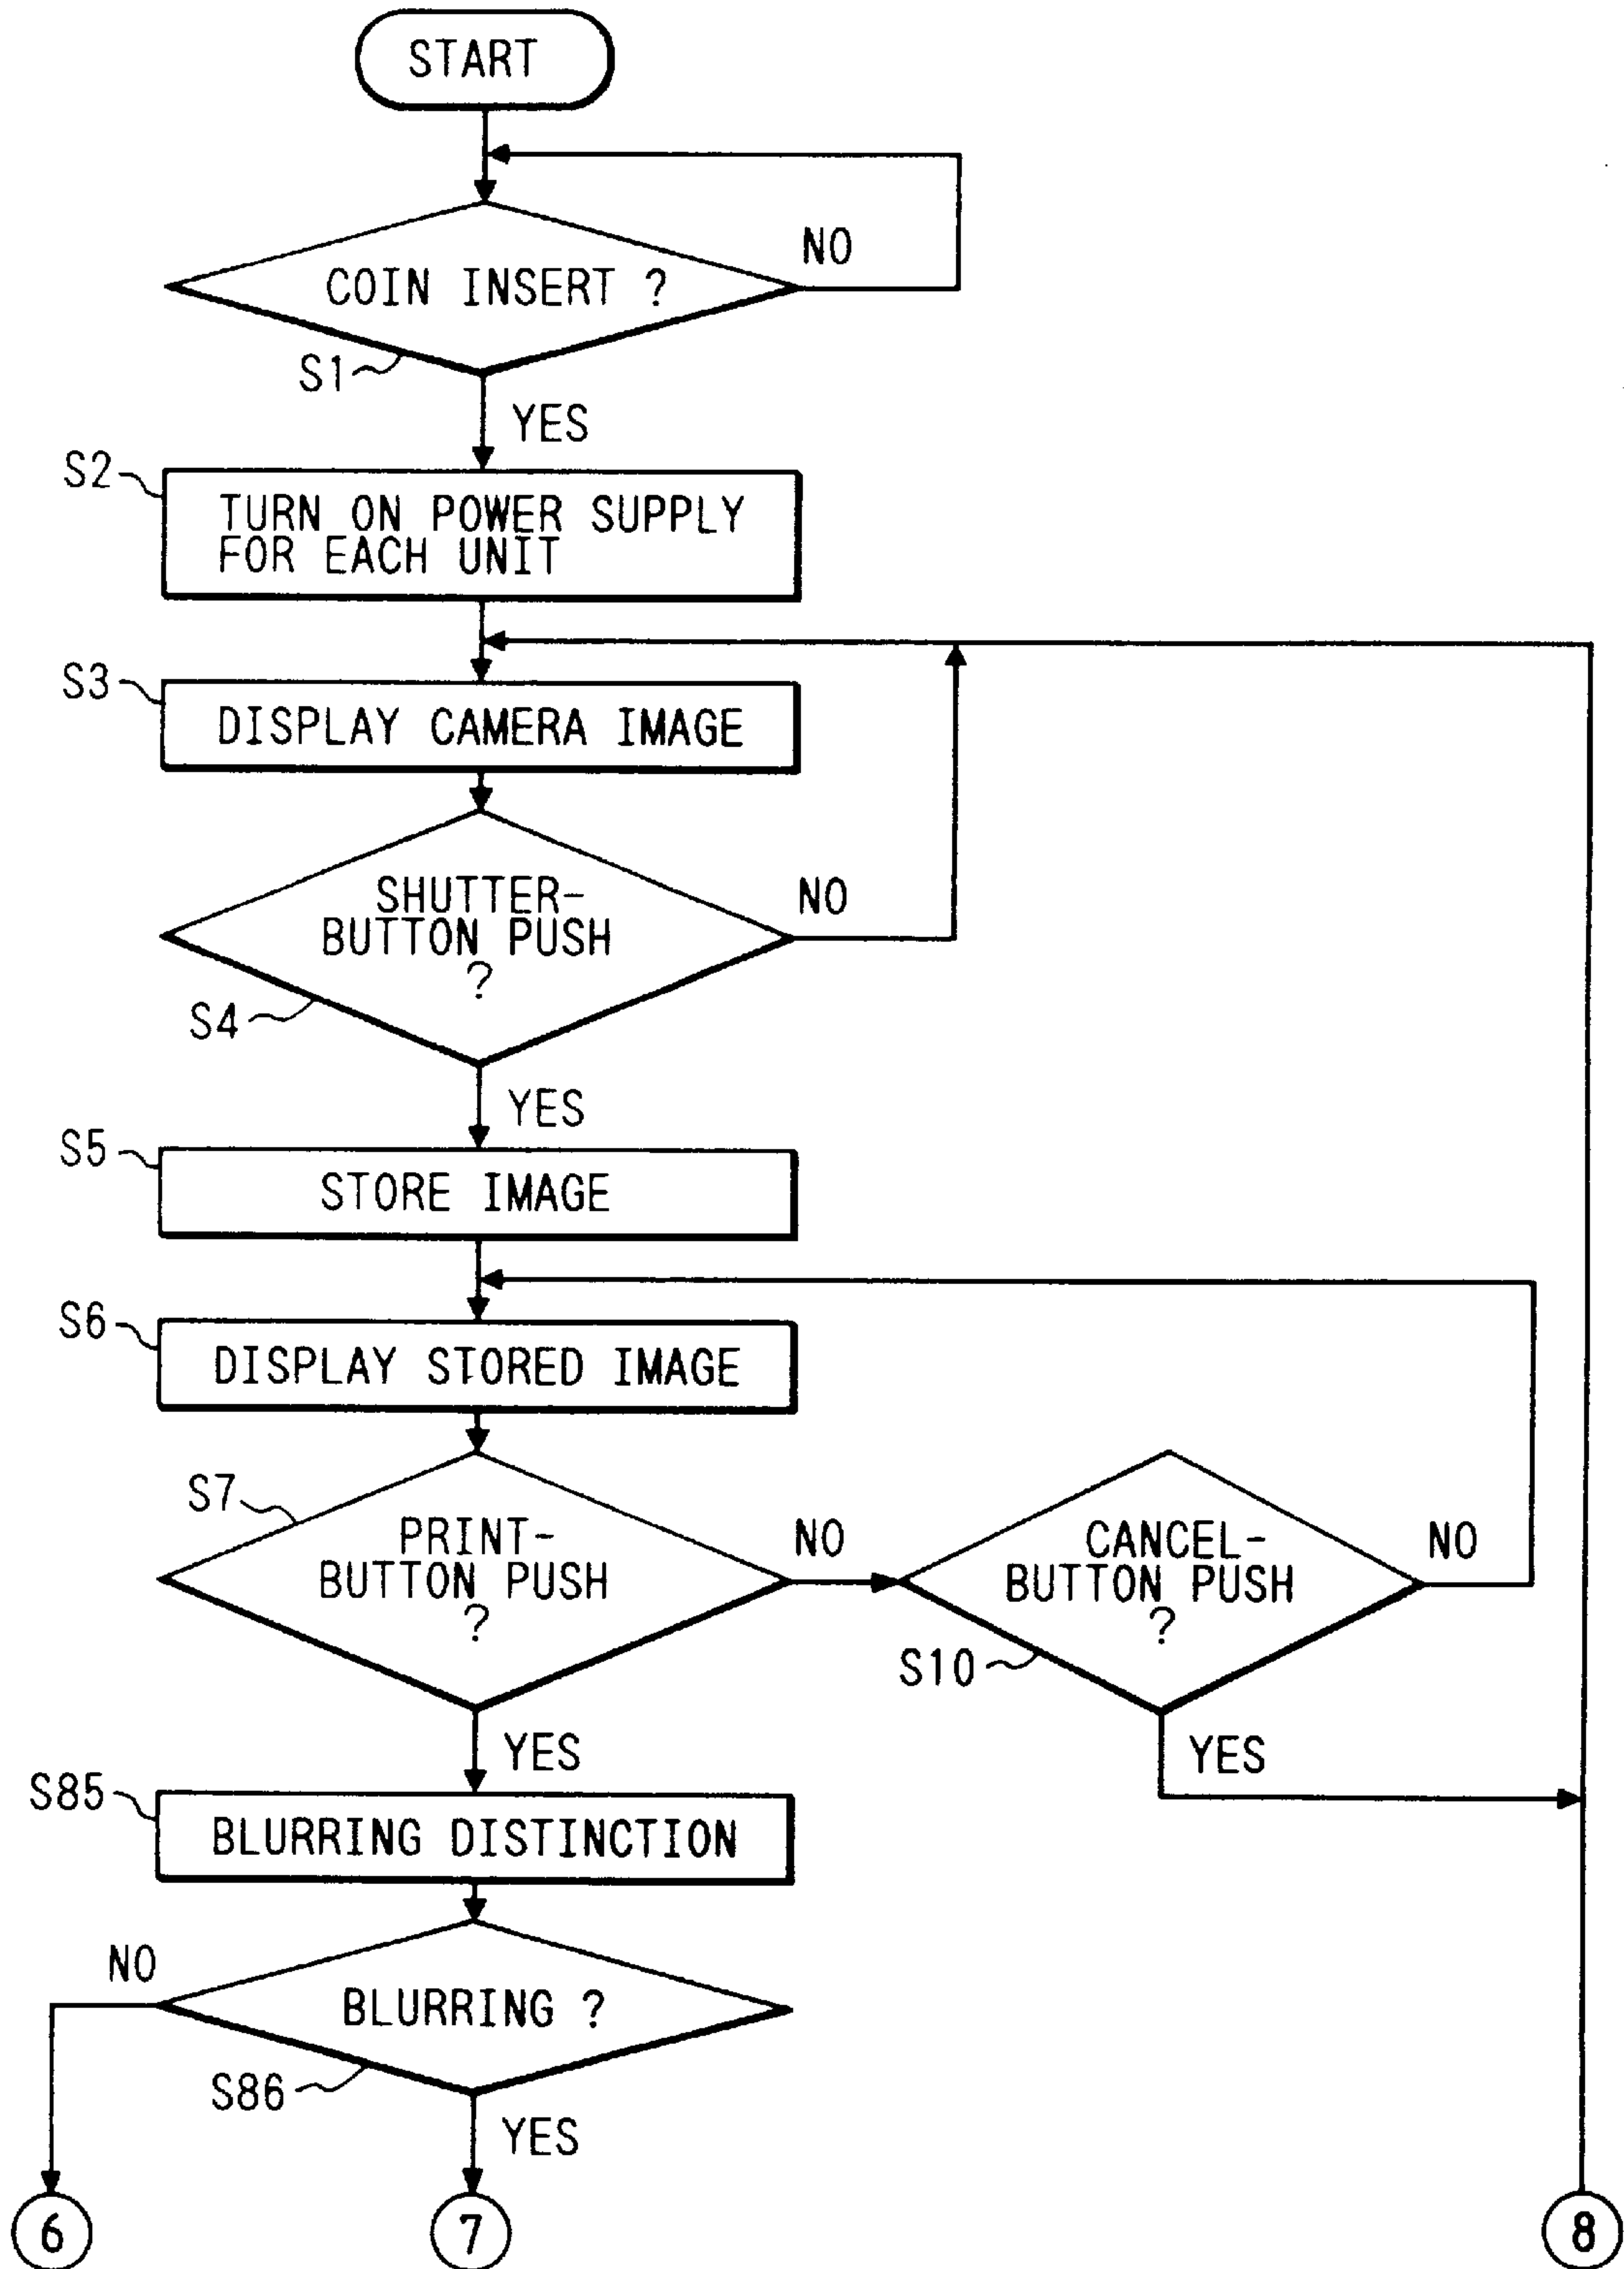 START
NO
COIN INSERT ?
S1
YES
S2
TURN ON POWER SUPPLY
FOR EACH UNIT
S3
DISPLAY CAMERA IMAGE
SHUTTER-
BUTTON PUSH
?
NO
S4
YES
S5
STORE IMAGE
S6
DISPLAY STORED IMAGE
S7
PRINT-
BUTTON PUSH
?
NO
CANCEL-
BUTTON PUSH
?
NO
S10
YES
YES
S85
BLURRING DISTINCTION
NO
BLURRING ?
S86
YES
6
7
8